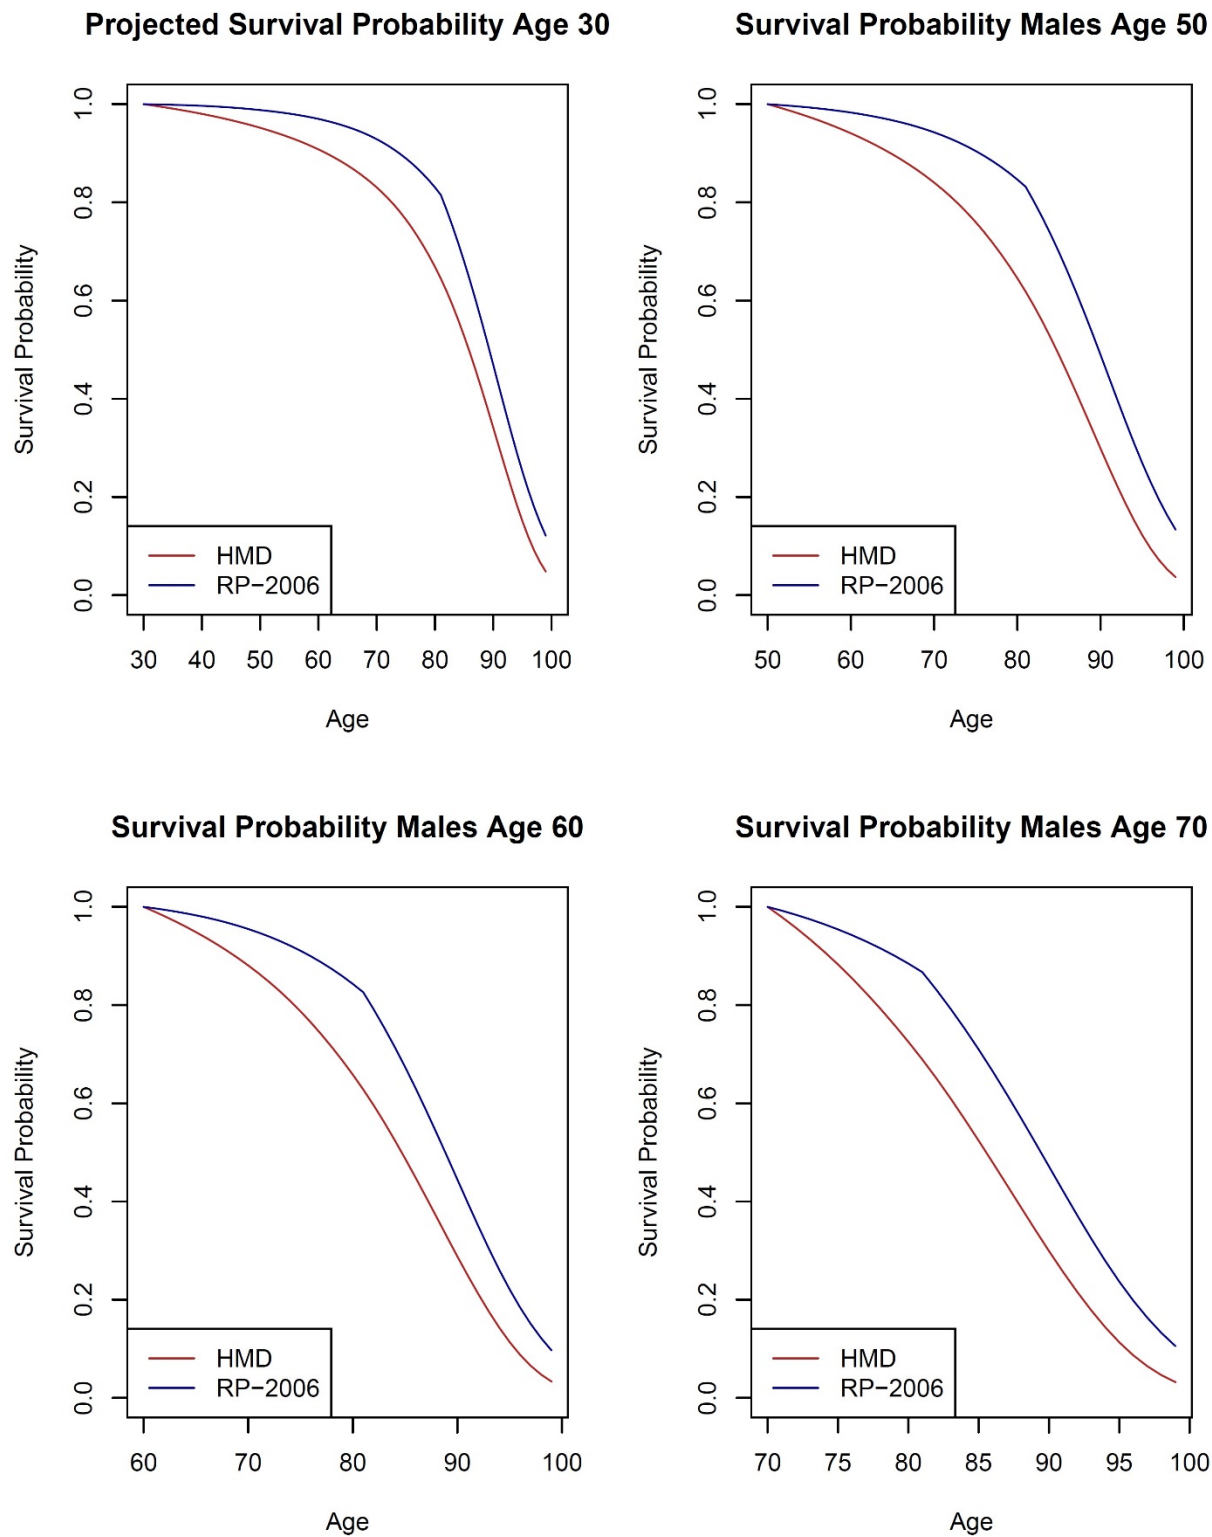 Projected Survival Probability Age 30
Survival Probability
1.0
0.8
0.6
0.4
0.2
0.0
HMD
RP−2006
30 40 50 60 70 80 90 100
Age
Survival Probability Males Age 50
Survival Probability
1.0
0.8
0.6
0.4
0.2
0.0
HMD
RP−2006
50 60 70 80 90 100
Age
Survival Probability Males Age 60
Survival Probability
1.0
0.8
0.6
0.4
0.2
0.0
HMD
RP−2006
60 70 80 90 100
Age
Survival Probability Males Age 70
Survival Probability
1.0
0.8
0.6
0.4
0.2
0.0
HMD
RP−2006
70 75 80 85 90 95 100
Age